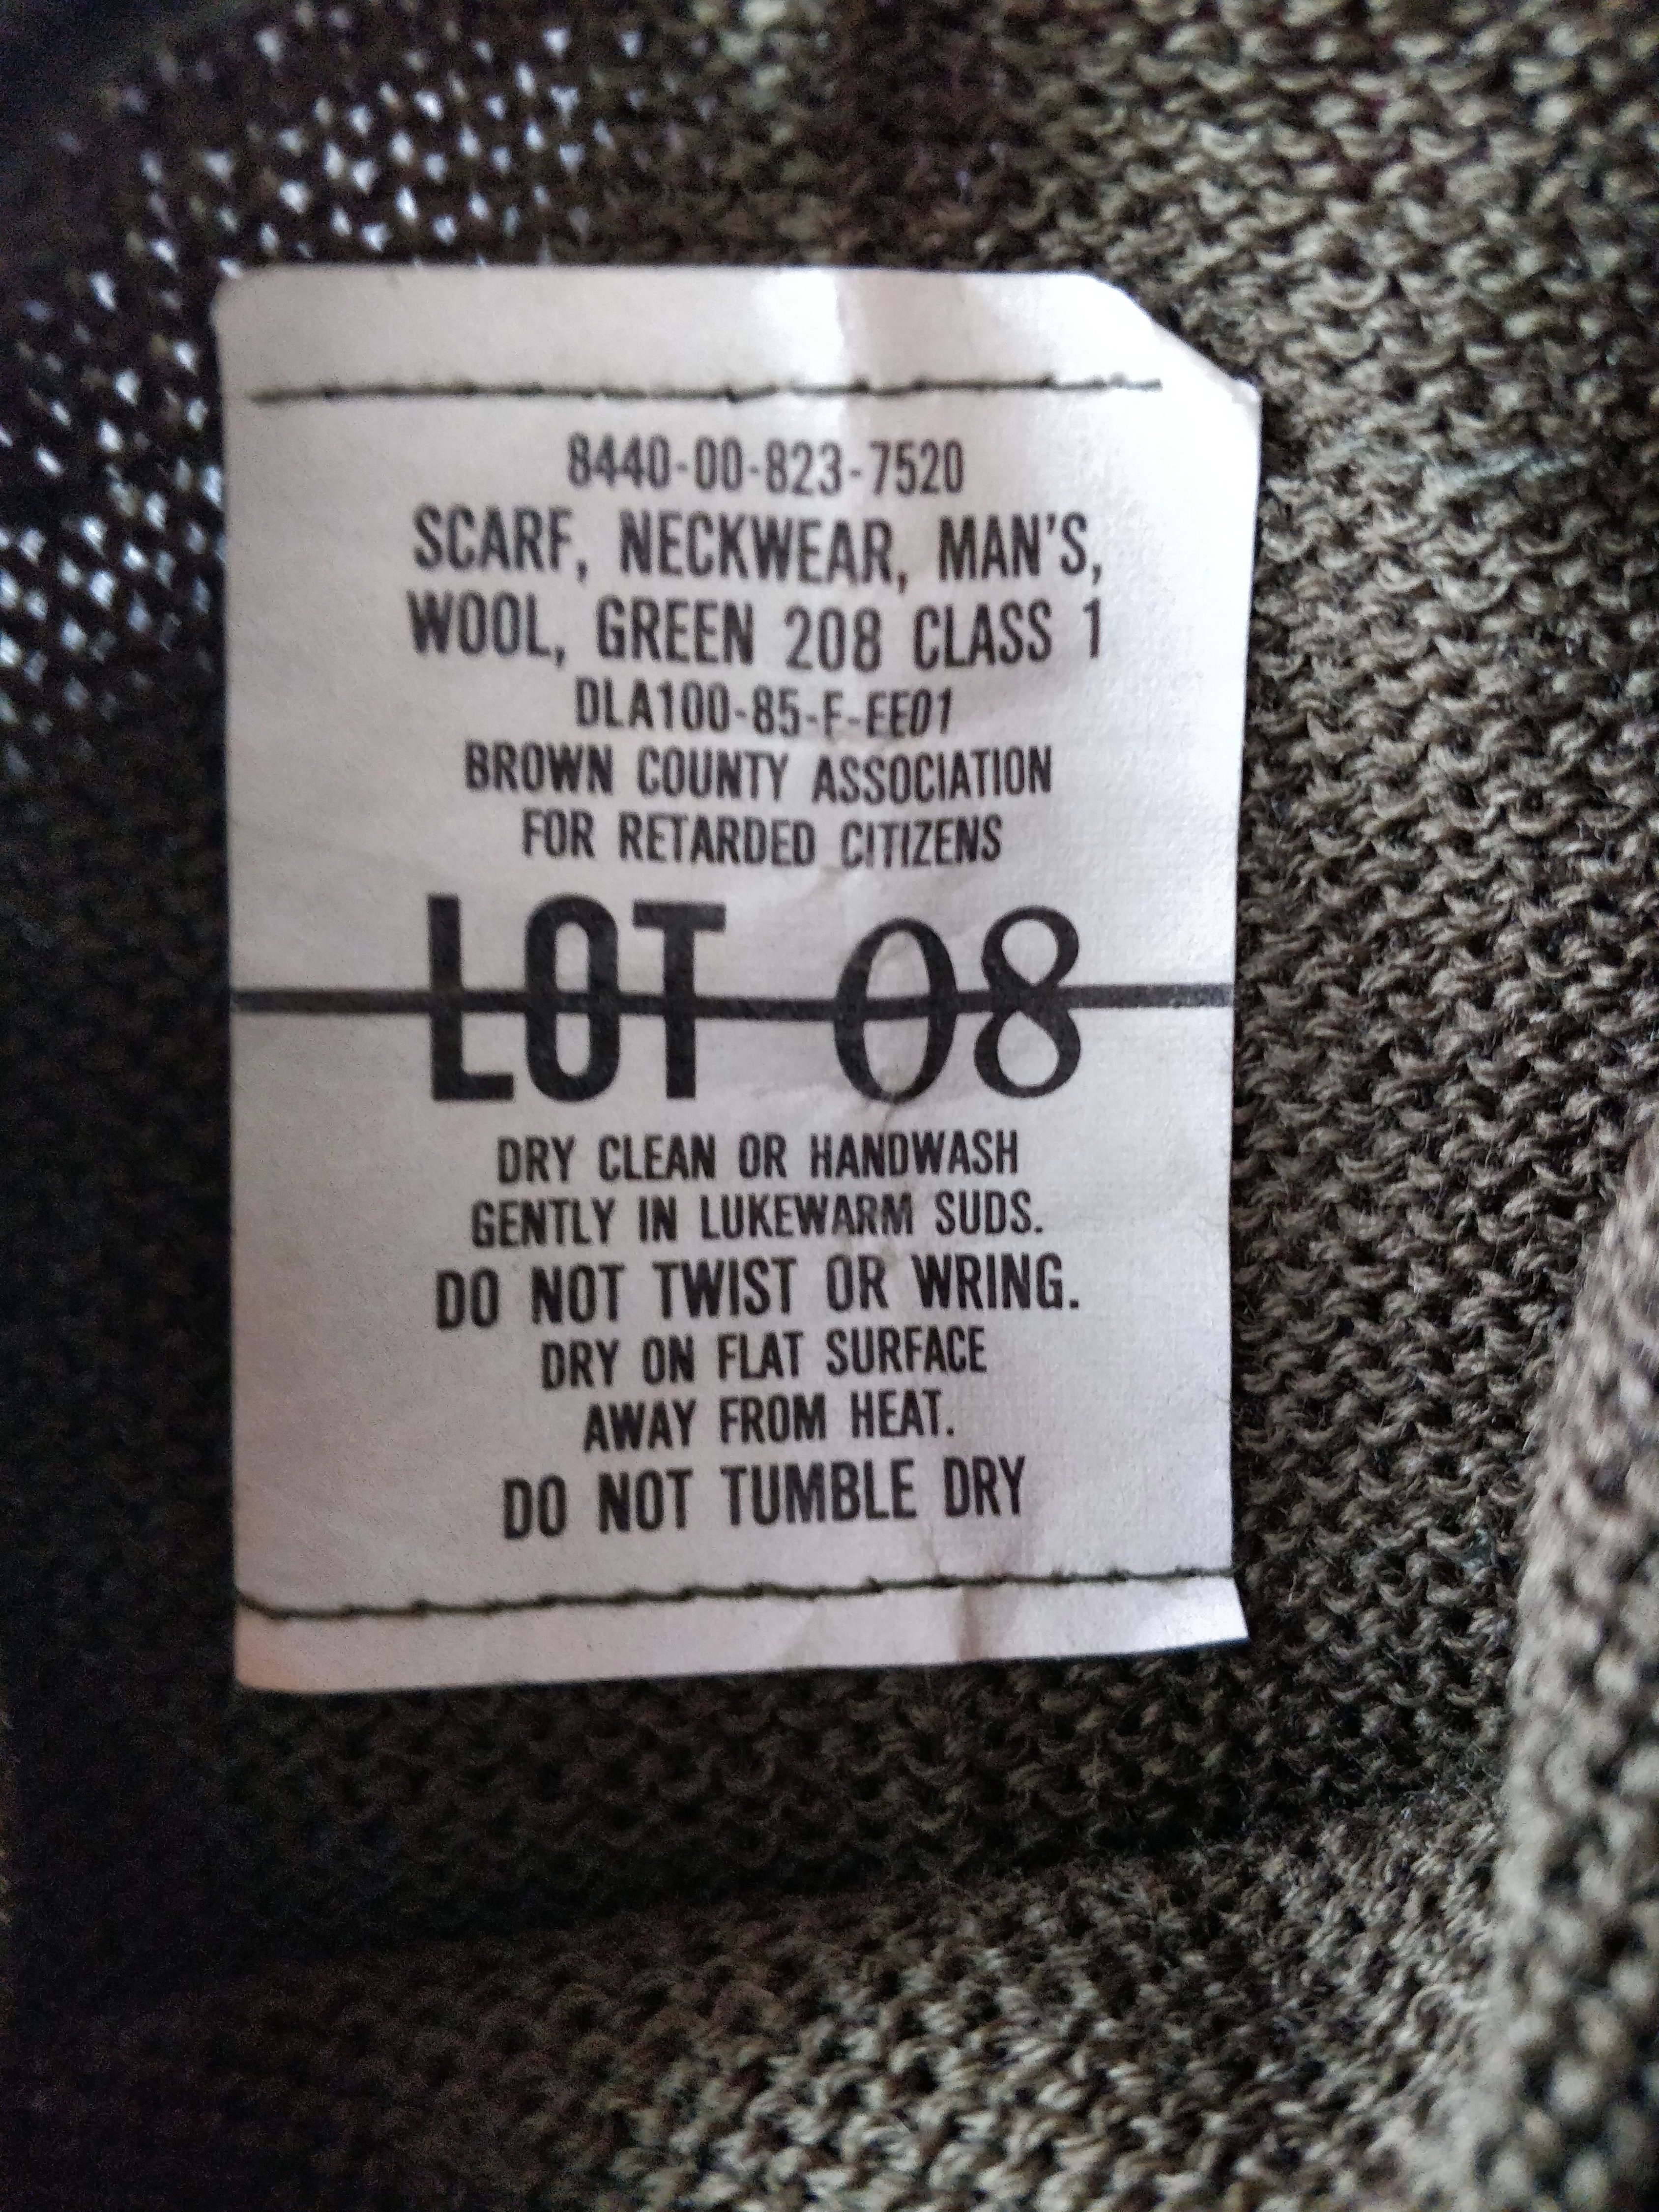 8440-00-823-7520
SCARF, NECKWEAR, MAN'S,
WOOL, GREEN 208 CLASS 1
DLA100-85-F-EE01
BROWN COUNTY ASSOCIATION
FOR RETARDED CITIZENS
LOT 08
DRY CLEAN OR HANDWASH
GENTLY IN LUKEWARM SUDS.
DO NOT TWIST OR WRING.
DRY ON FLAT SURFACE
AWAY FROM HEAT.
DO NOT TUMBLE DRY